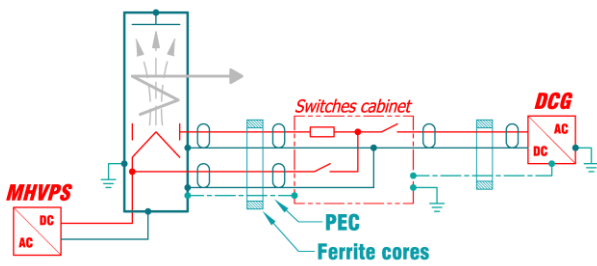 Switches cabinet
DCG
AC
DC
MHVPS
DC
AC
PEC
Ferrite cores